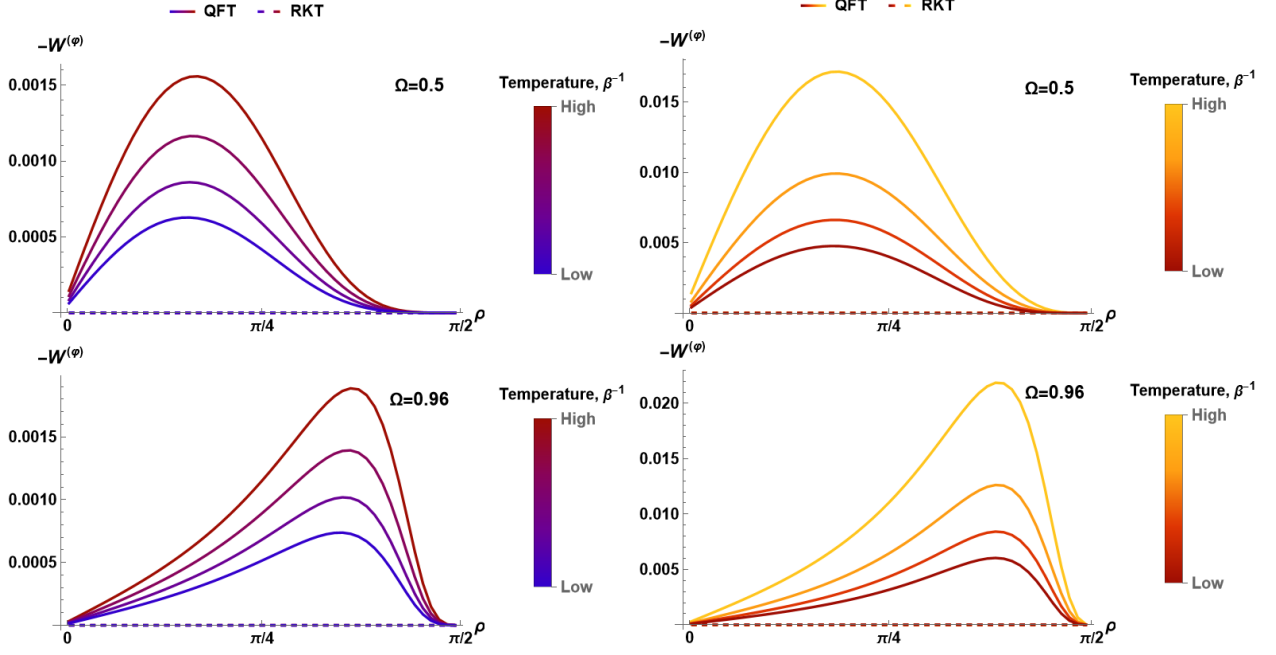 QFT RKT
−W^(φ)
Ω=0.5
Temperature, β⁻¹
High
Low
0.0015
0.0010
0.0005
0 π/4 π/2 ρ
QFT RKT
−W^(φ)
Ω=0.5
Temperature, β⁻¹
High
Low
0.015
0.010
0.005
0 π/4 π/2 ρ
−W^(φ)
Ω=0.96
Temperature, β⁻¹
High
Low
0.0015
0.0010
0.0005
0 π/4 π/2 ρ
−W^(φ)
Ω=0.96
Temperature, β⁻¹
High
Low
0.020
0.015
0.010
0.005
0 π/4 π/2 ρ